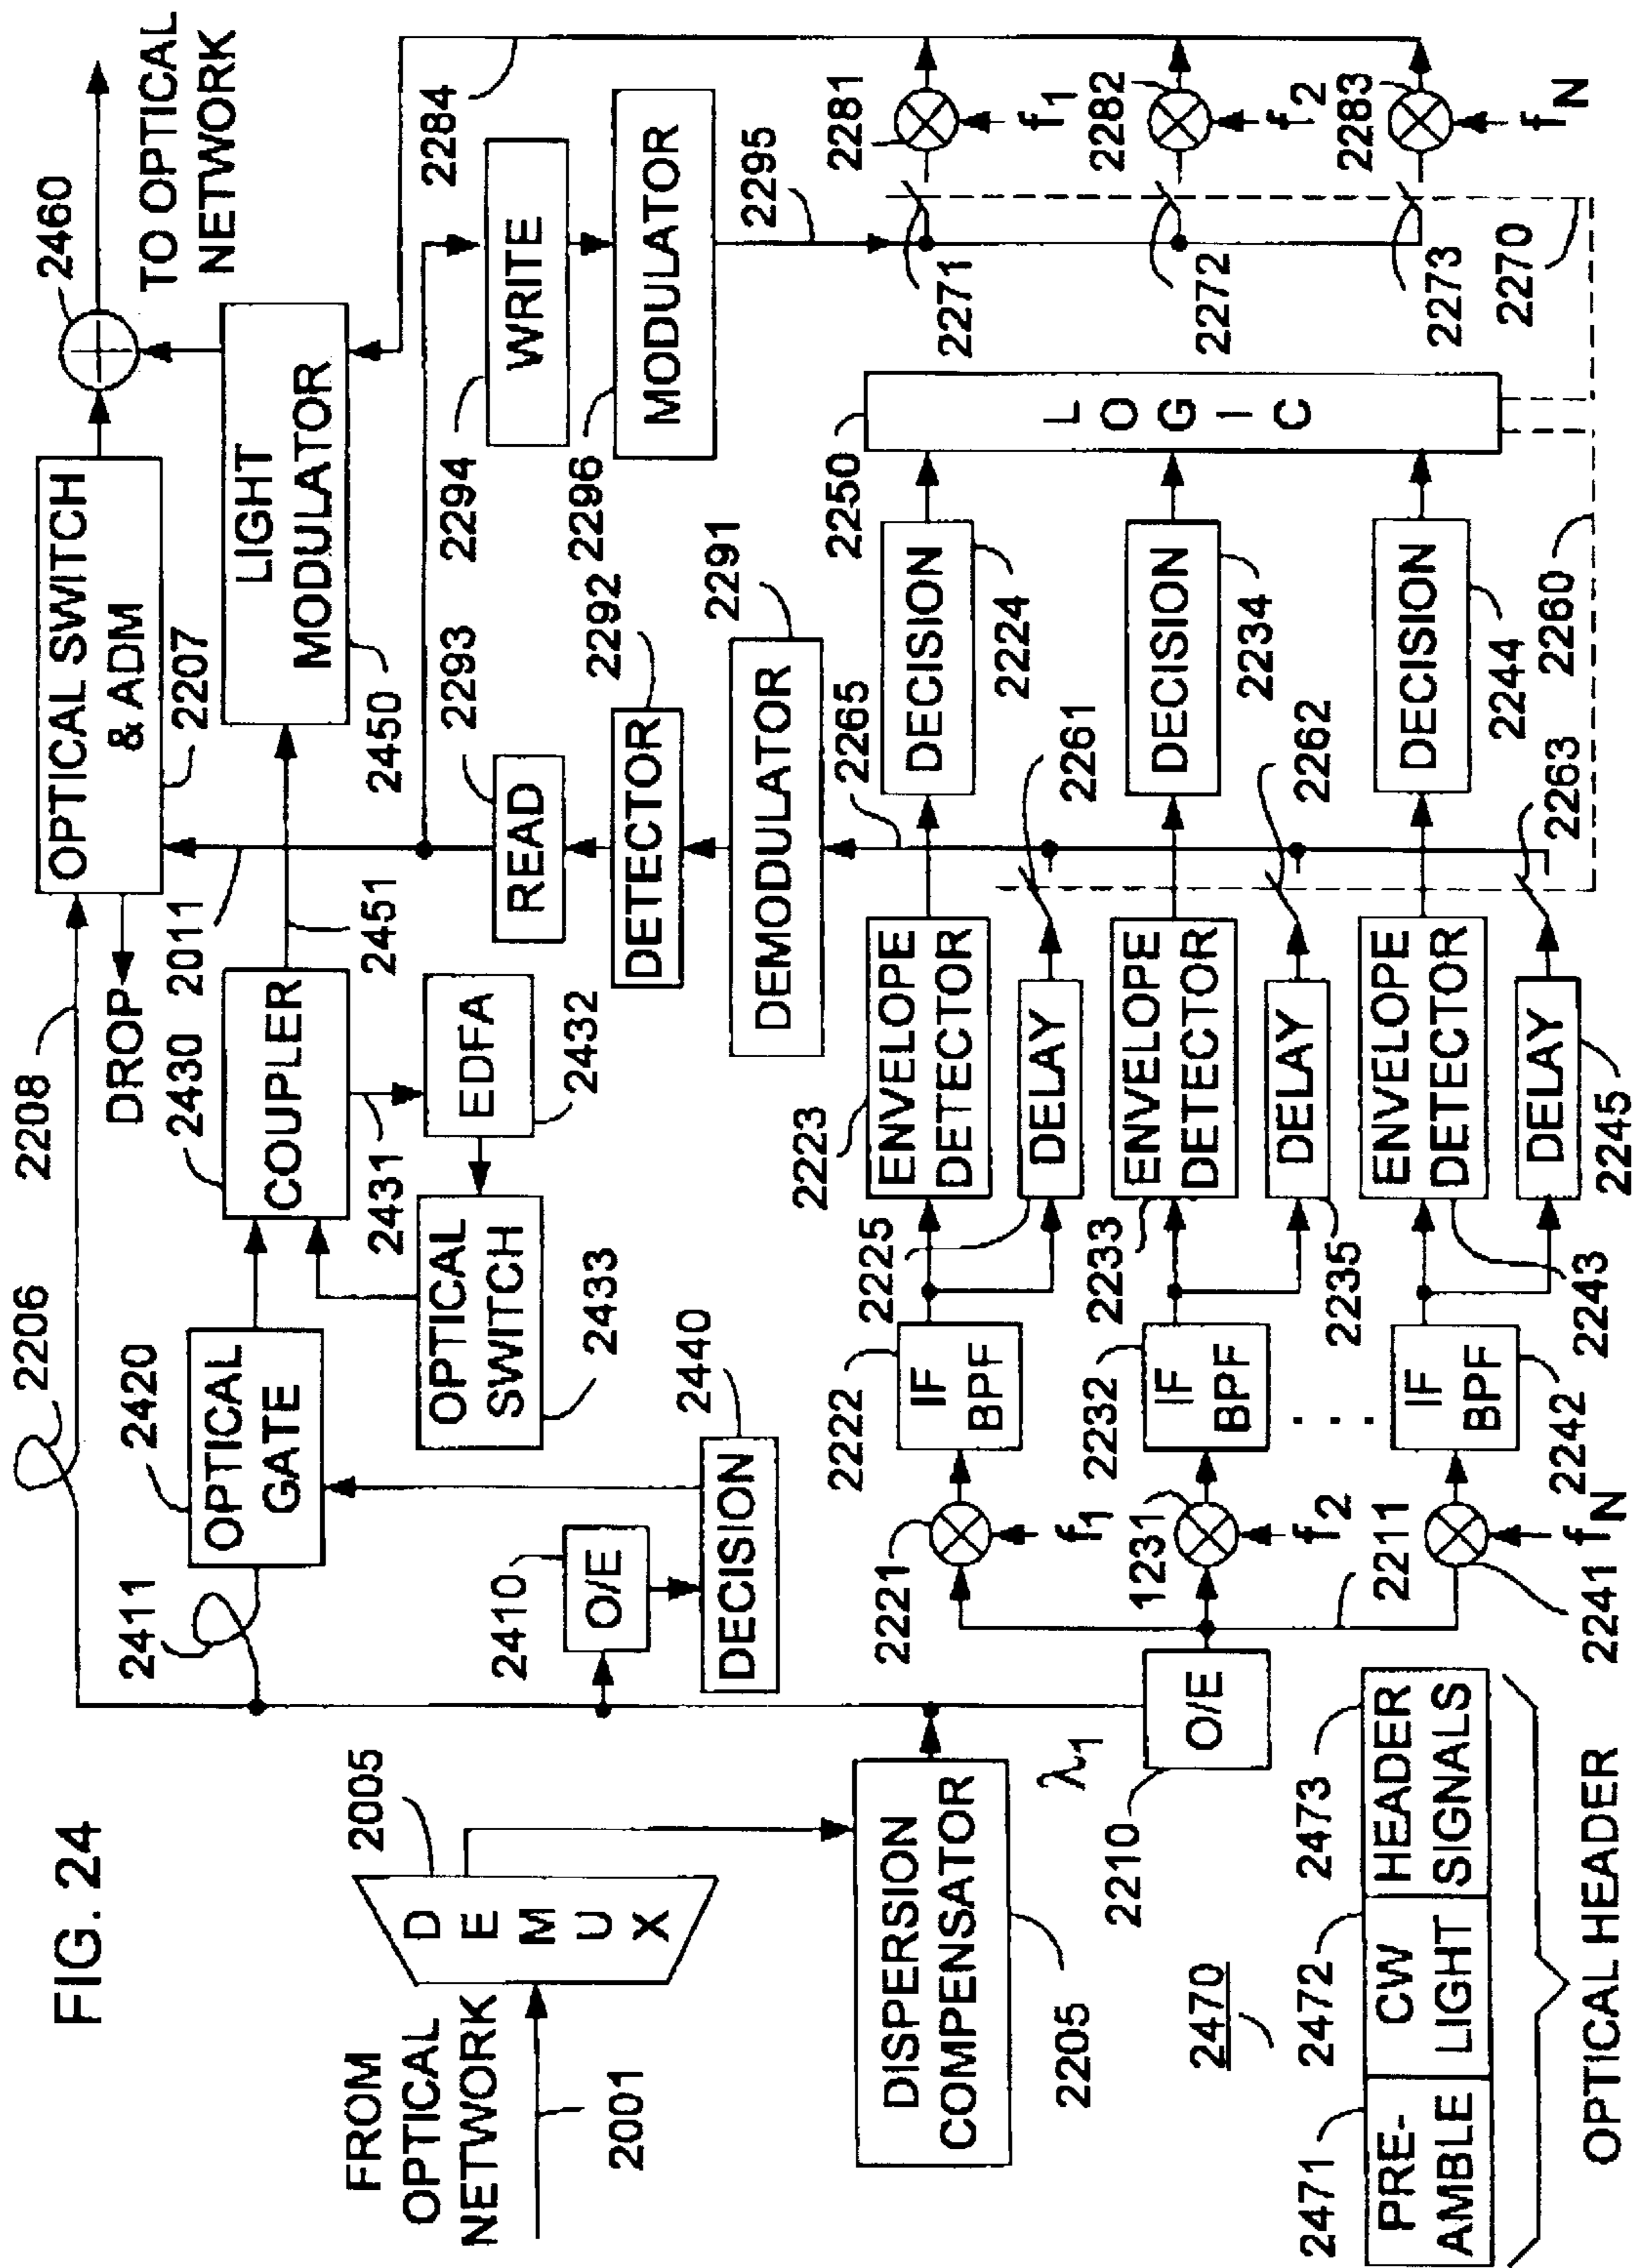 FIG. 24
FROM
OPTICAL
NETWORK
2001
2005
D
E
M
U
X
DISPERSION
COMPENSATOR
2205
λ1
2206
2208
2411
OPTICAL
GATE
2420
2410
O/E
DECISION
2440
COUPLER
2430
2431
EDFA
2432
OPTICAL
SWITCH
2433
2451
DROP
2011
OPTICAL SWITCH
& ADM
2207
LIGHT
MODULATOR
2450
2460
TO OPTICAL
NETWORK
2284
READ
2293
DETECTOR
2292
DEMODULATOR
2291
2265
WRITE
2294
MODULATOR
2296
2295
2210
O/E
2211
2221
f1
2222
IF
BPF
2223
ENVELOPE
DETECTOR
2225
DELAY
2261
DECISION
2224
1231
f2
2232
IF
BPF
2233
ENVELOPE
DETECTOR
2235
DELAY
2262
DECISION
2234
. . .
2241
fN
IF
BPF
2242
ENVELOPE
DETECTOR
2243
DELAY
2245
2263
DECISION
2244
2250
L
O
G
I
C
2260
2270
2271
2281
f1
2272
2282
f2
2273
2283
fN
2470
2471
2472
2473
PRE-
AMBLE
CW
LIGHT
HEADER
SIGNALS
OPTICAL HEADER